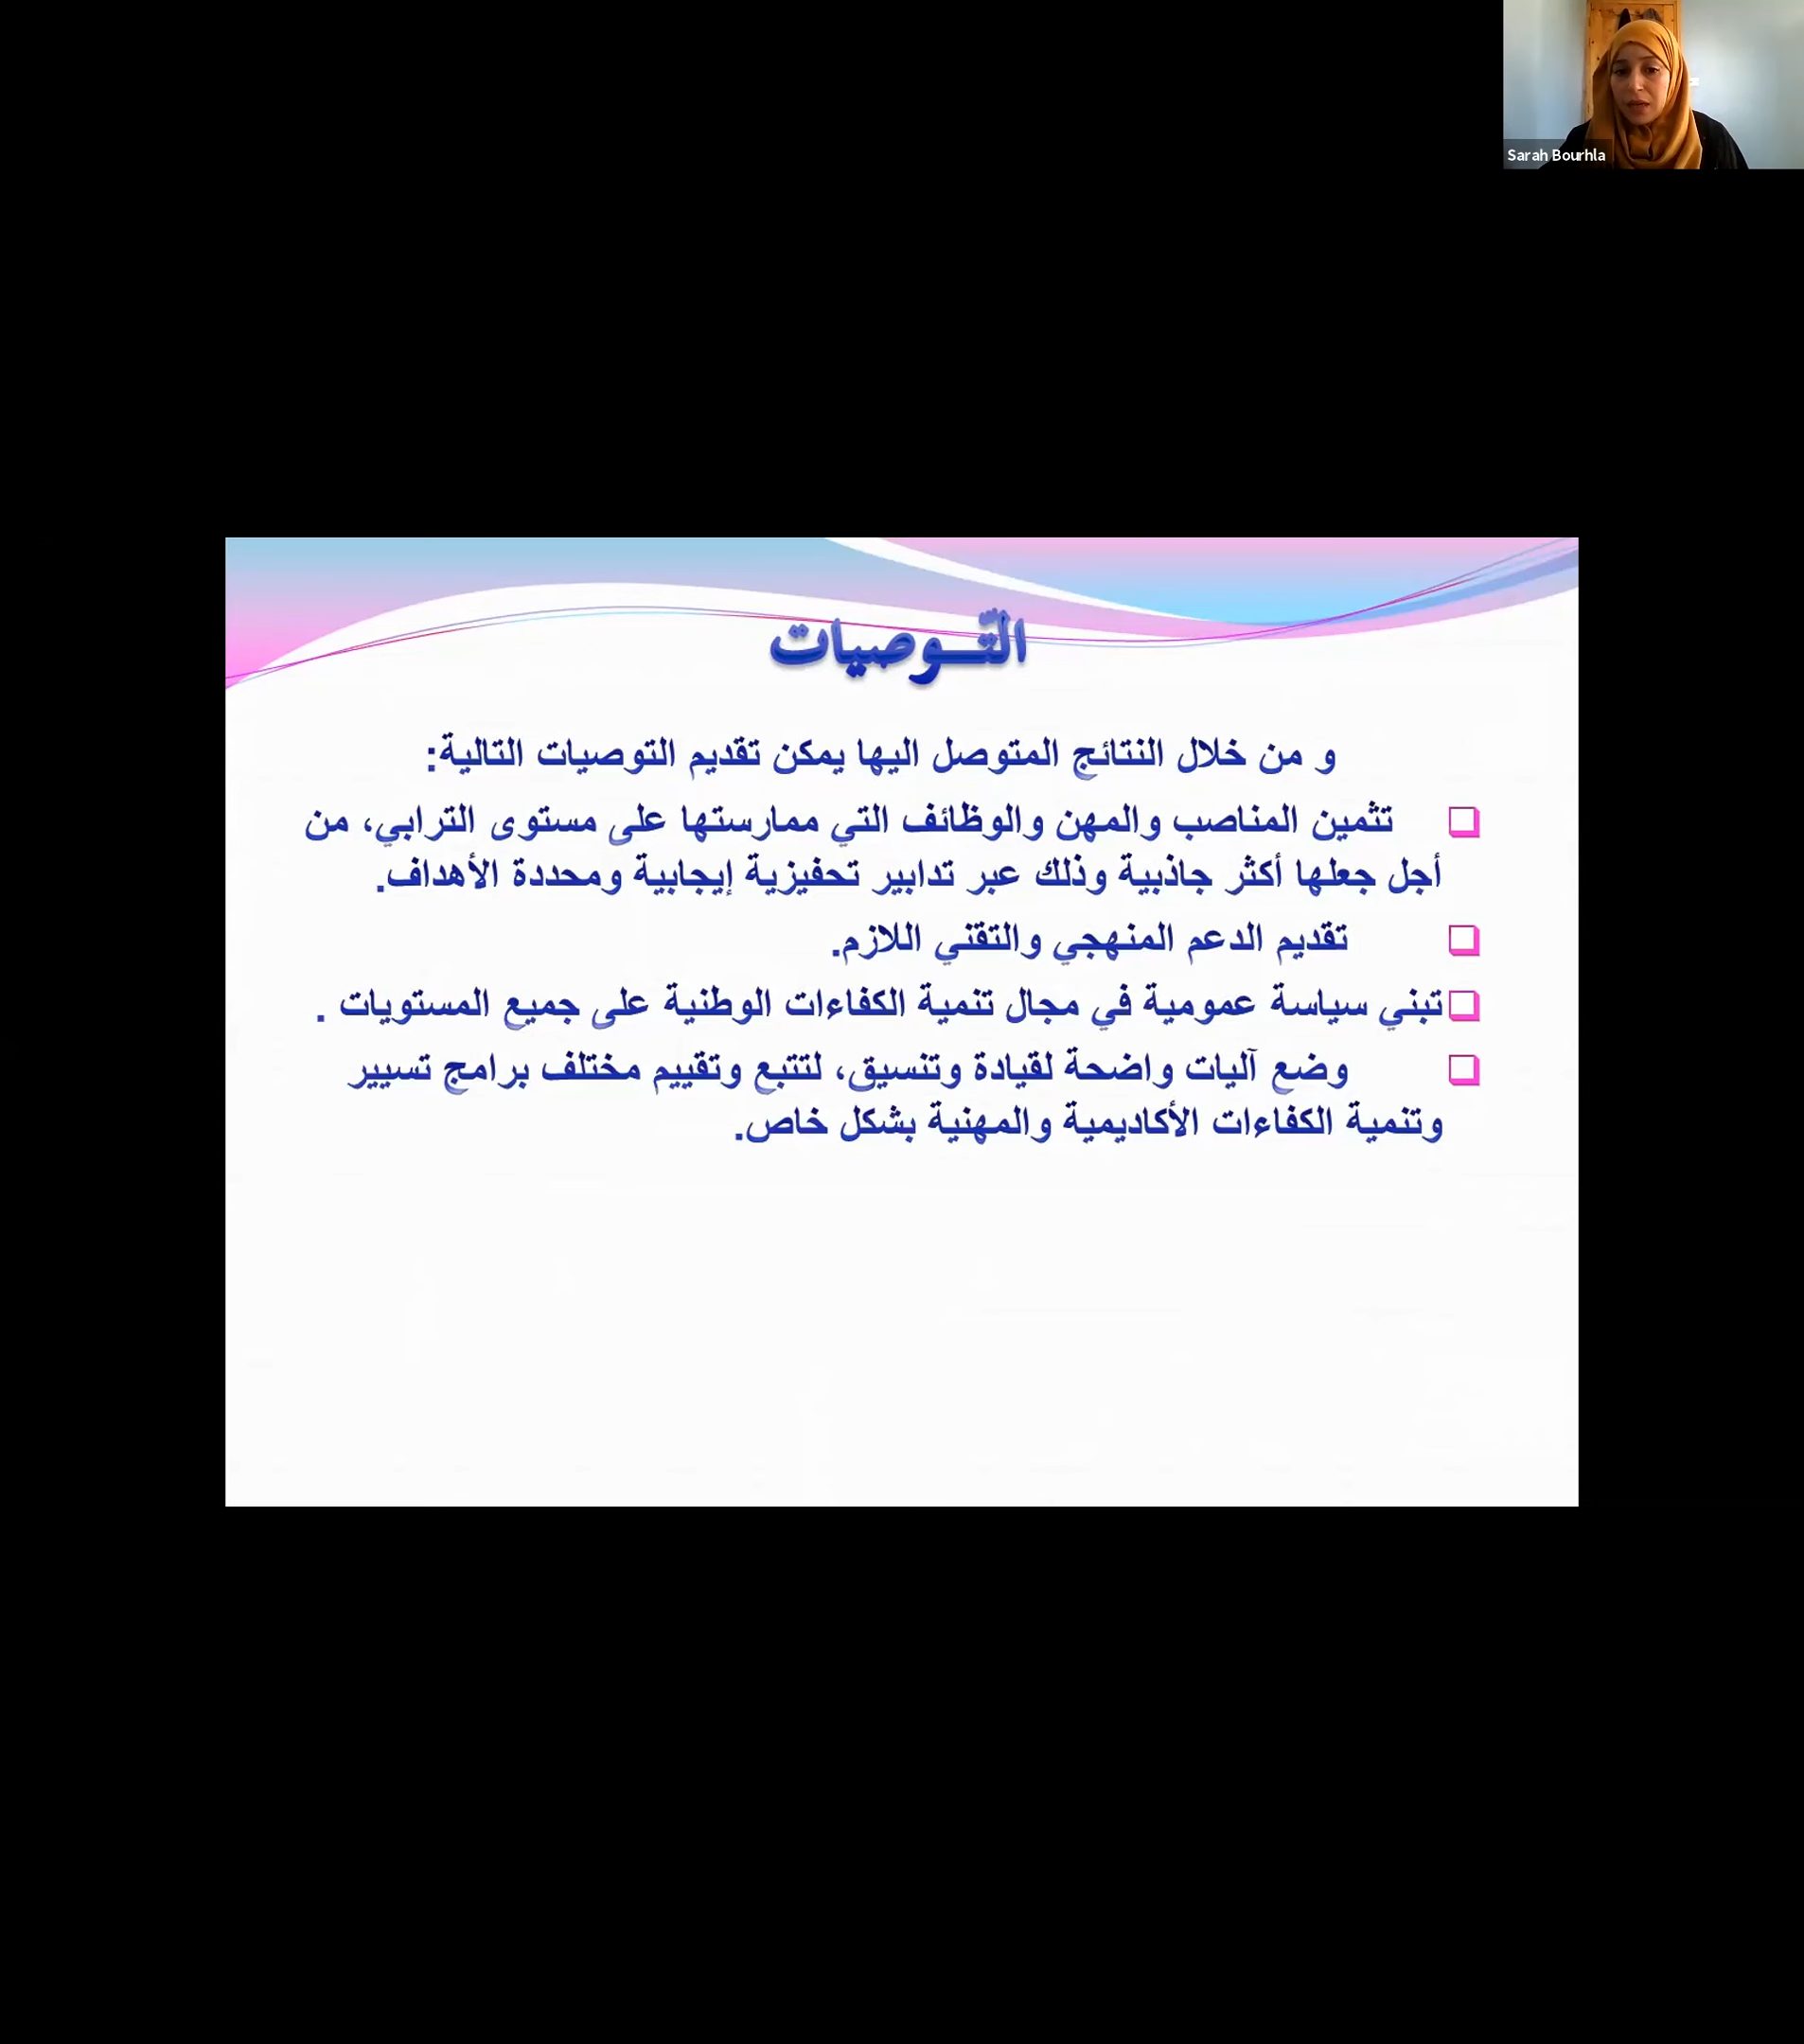 Sarah Bourhla
التّـوصيات
و من خلال النتائج المتوصل اليها يمكن تقديم التوصيات التالية:
تثمين المناصب والمهن والوظائف التي ممارستها على مستوى الترابي، من
أجل جعلها أكثر جاذبية وذلك عبر تدابير تحفيزية إيجابية ومحددة الأهداف.
تقديم الدعم المنهجي والتقني اللازم.
تبني سياسة عمومية في مجال تنمية الكفاءات الوطنية على جميع المستويات .
وضع آليات واضحة لقيادة وتنسيق، لتتبع وتقييم مختلف برامج تسيير
وتنمية الكفاءات الأكاديمية والمهنية بشكل خاص.